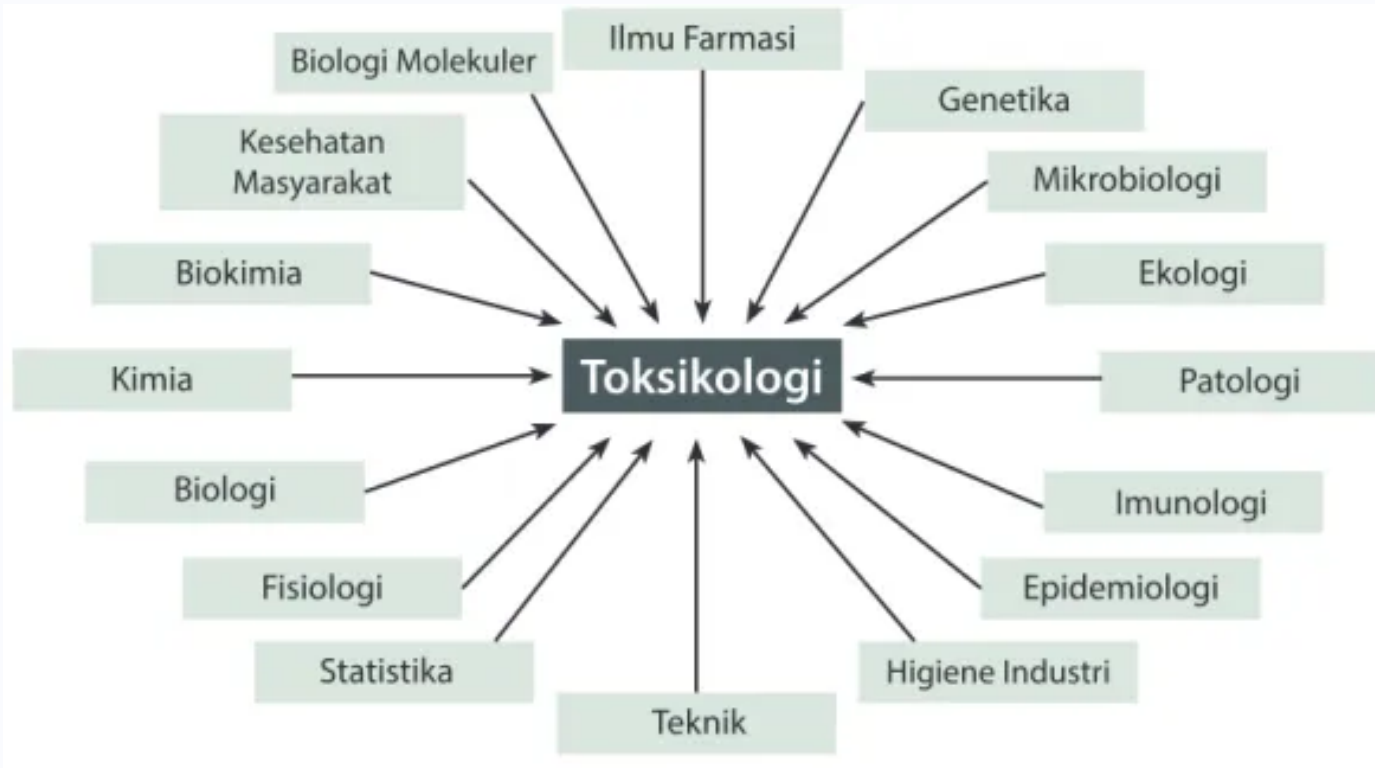 Ilmu Farmasi
Biologi Molekuler
Genetika
Kesehatan
Masyarakat
Mikrobiologi
Biokimia
Ekologi
Kimia
Toksikologi
Patologi
Biologi
Imunologi
Fisiologi
Epidemiologi
Statistika
Higiene Industri
Teknik